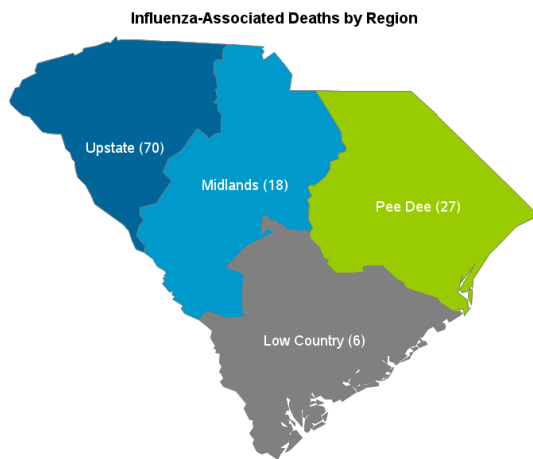 Influenza-Associated Deaths by Region
Upstate (70)
Midlands (18)
Pee Dee (27)
Low Country (6)